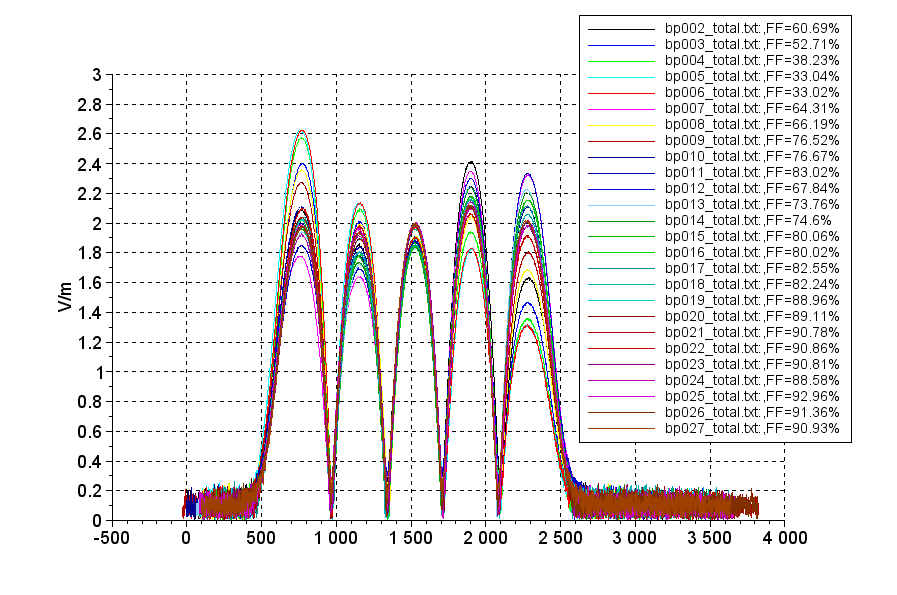 bp002_total.txt:,FF=60.69%
bp003_total.txt:,FF=52.71%
bp004_total.txt:,FF=38.23%
bp005_total.txt:,FF=33.04%
bp006_total.txt:,FF=33.02%
bp007_total.txt:,FF=64.31%
bp008_total.txt:,FF=66.19%
bp009_total.txt:,FF=76.52%
bp010_total.txt:,FF=76.67%
bp011_total.txt:,FF=83.02%
bp012_total.txt:,FF=67.84%
bp013_total.txt:,FF=73.76%
bp014_total.txt:,FF=74.6%
bp015_total.txt:,FF=80.06%
bp016_total.txt:,FF=80.02%
bp017_total.txt:,FF=82.55%
bp018_total.txt:,FF=82.24%
bp019_total.txt:,FF=88.96%
bp020_total.txt:,FF=89.11%
bp021_total.txt:,FF=90.78%
bp022_total.txt:,FF=90.86%
bp023_total.txt:,FF=90.81%
bp024_total.txt:,FF=88.58%
bp025_total.txt:,FF=92.96%
bp026_total.txt:,FF=91.36%
bp027_total.txt:,FF=90.93%
3
2.8
2.6
2.4
2.2
2
1.8
1.6
1.4
1.2
1
0.8
0.6
0.4
0.2
0
V/m
-500 0 500 1 000 1 500 2 000 2 500 3 000 3 500 4 000